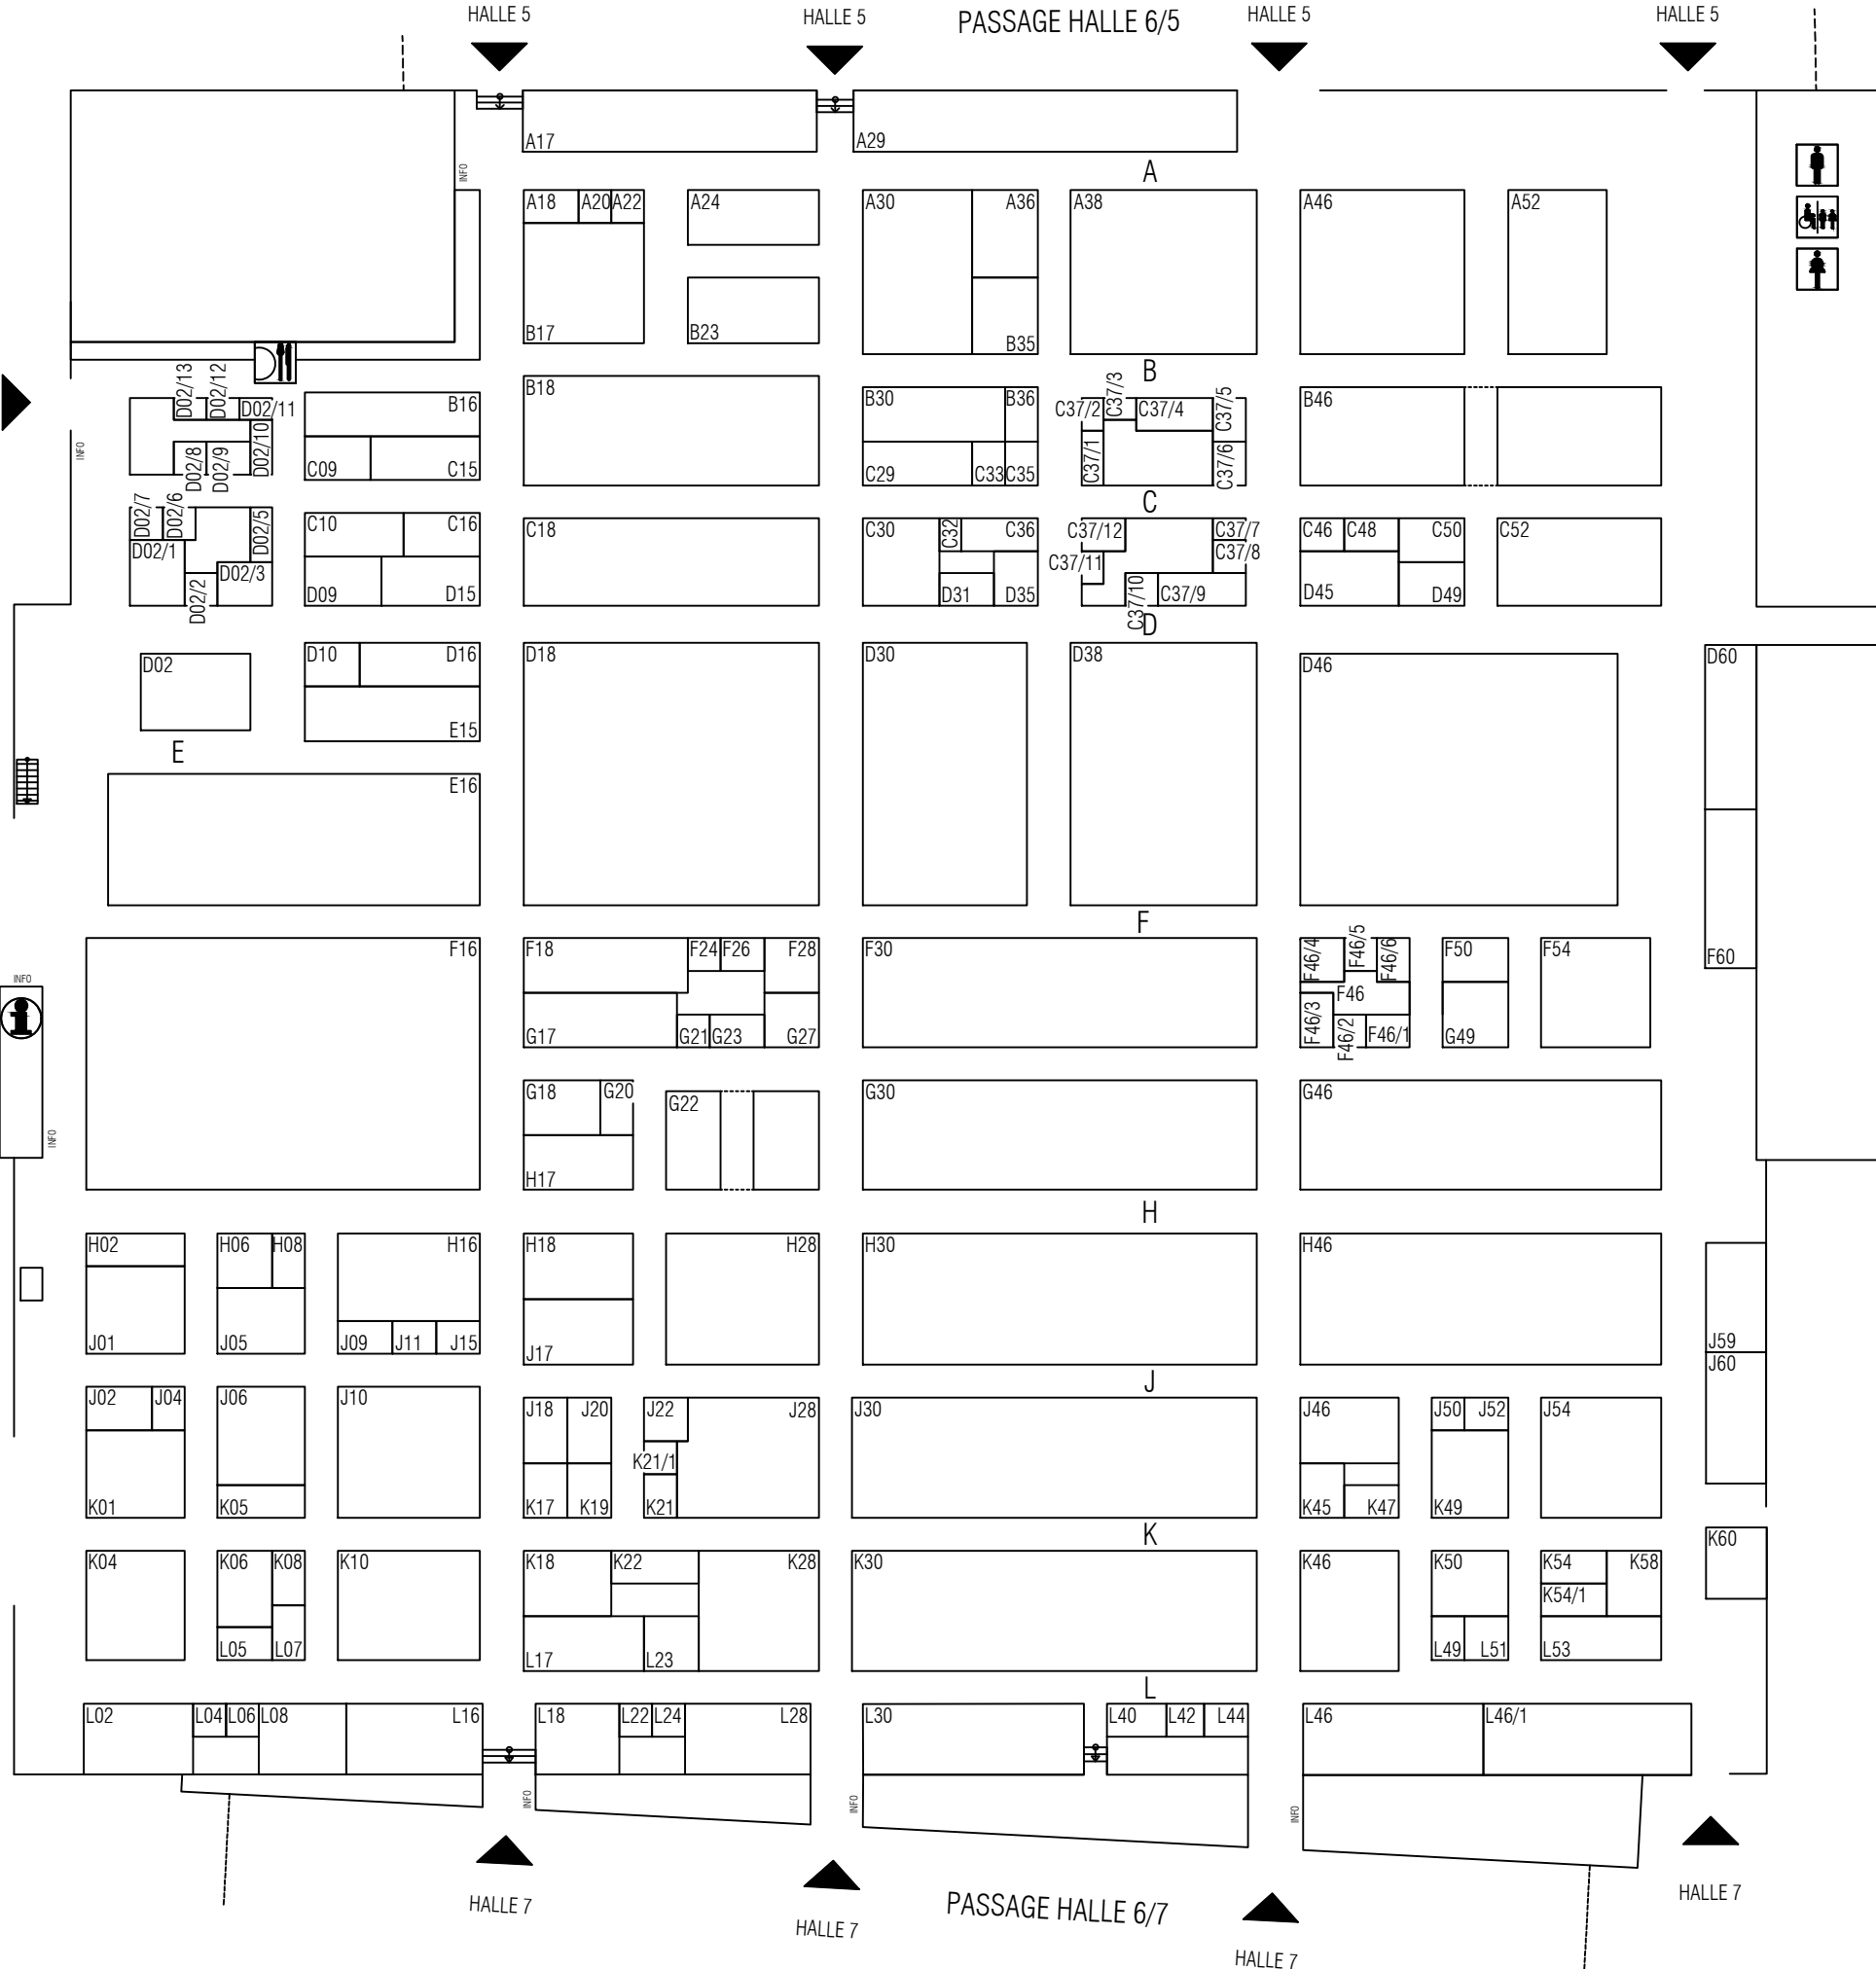 HALLE 5 HALLE 5 PASSAGE HALLE 6/5 HALLE 5 HALLE 5
A17 A29
A
INFO
A18 A20 A22 A24 A30 A36 A38 A46 A52
B17 B23 B35
B
D02/13 D02/12 D02/11 B16 B18 B30 B36 C37/2 C37/3 C37/4 C37/5 B46
INFO
D02/8 D02/9 D02/10 C09 C15 C29 C33 C35 C37/1 C37/6
C
D02/7 D02/6 D02/5 C10 C16 C18 C30 C32 C36 C37/12 C37/7 C46 C48 C50 C52
D02/1 D02/3 C37/11 C37/8
D02/2 D09 D15 D31 D35 C37/10 C37/9 D45 D49
D
D02 D10 D16 D18 D30 D38 D46 D60
E15
E
E16
F
F16 F18 F24 F26 F28 F30 F46/4 F46/5 F46/6 F50 F54 F60
INFO
F46
G17 G21 G23 G27 F46/3 F46/2 F46/1 G49
G18 G20 G22 G30 G46
INFO
H17
H
H02 H06 H08 H16 H18 H28 H30 H46
J01 J05 J09 J11 J15 J17 J59
J60
J
J02 J04 J06 J10 J18 J20 J22 J28 J30 J46 J50 J52 J54
K21/1
K01 K05 K17 K19 K21 K45 K47 K49
K
K60
K04 K06 K08 K10 K18 K22 K28 K30 K46 K50 K54 K58
K54/1
L05 L07 L17 L23 L49 L51 L53
L
L02 L04 L06 L08 L16 L18 L22 L24 L28 L30 L40 L42 L44 L46 L46/1
INFO INFO INFO
HALLE 7 HALLE 7 PASSAGE HALLE 6/7 HALLE 7 HALLE 7